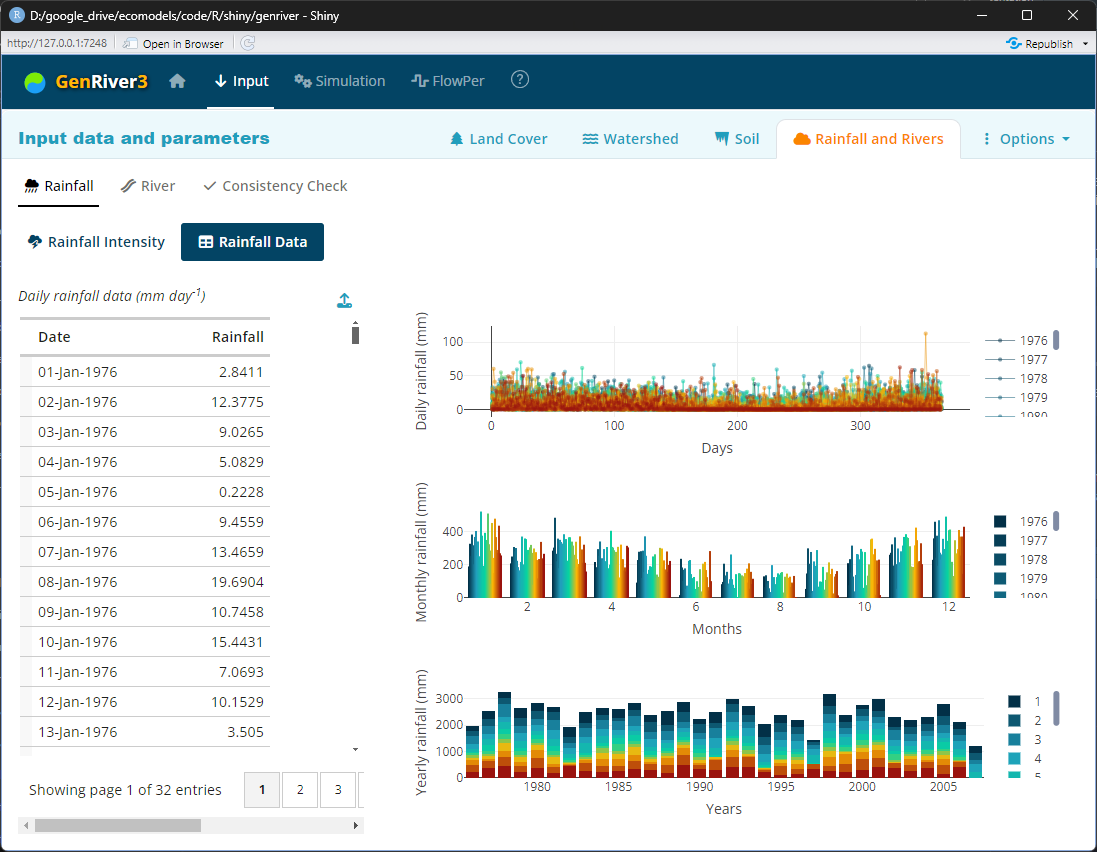 D:/google_drive/ecomodels/code/R/shiny/genriver - Shiny
http://127.0.0.1:7248 Open in Browser Republish
GenRiver3 Input Simulation FlowPer ?
Input data and parameters Land Cover Watershed Soil Rainfall and Rivers Options
Rainfall River Consistency Check
Rainfall Intensity Rainfall Data
Daily rainfall data (mm day-1)
Date Rainfall
01-Jan-1976 2.8411
02-Jan-1976 12.3775
03-Jan-1976 9.0265
04-Jan-1976 5.0829
05-Jan-1976 0.2228
06-Jan-1976 9.4559
07-Jan-1976 13.4659
08-Jan-1976 19.6904
09-Jan-1976 10.7458
10-Jan-1976 15.4431
11-Jan-1976 7.0693
12-Jan-1976 10.1529
13-Jan-1976 3.505
Showing page 1 of 32 entries 1 2 3
Daily rainfall (mm)
100
50
0
0 100 200 300
Days
1976
1977
1978
1979
1980
Monthly rainfall (mm)
400
200
0
2 4 6 8 10 12
Months
1976
1977
1978
1979
1980
Yearly rainfall (mm)
3000
2000
1000
0
1980 1985 1990 1995 2000 2005
Years
1
2
3
4
5